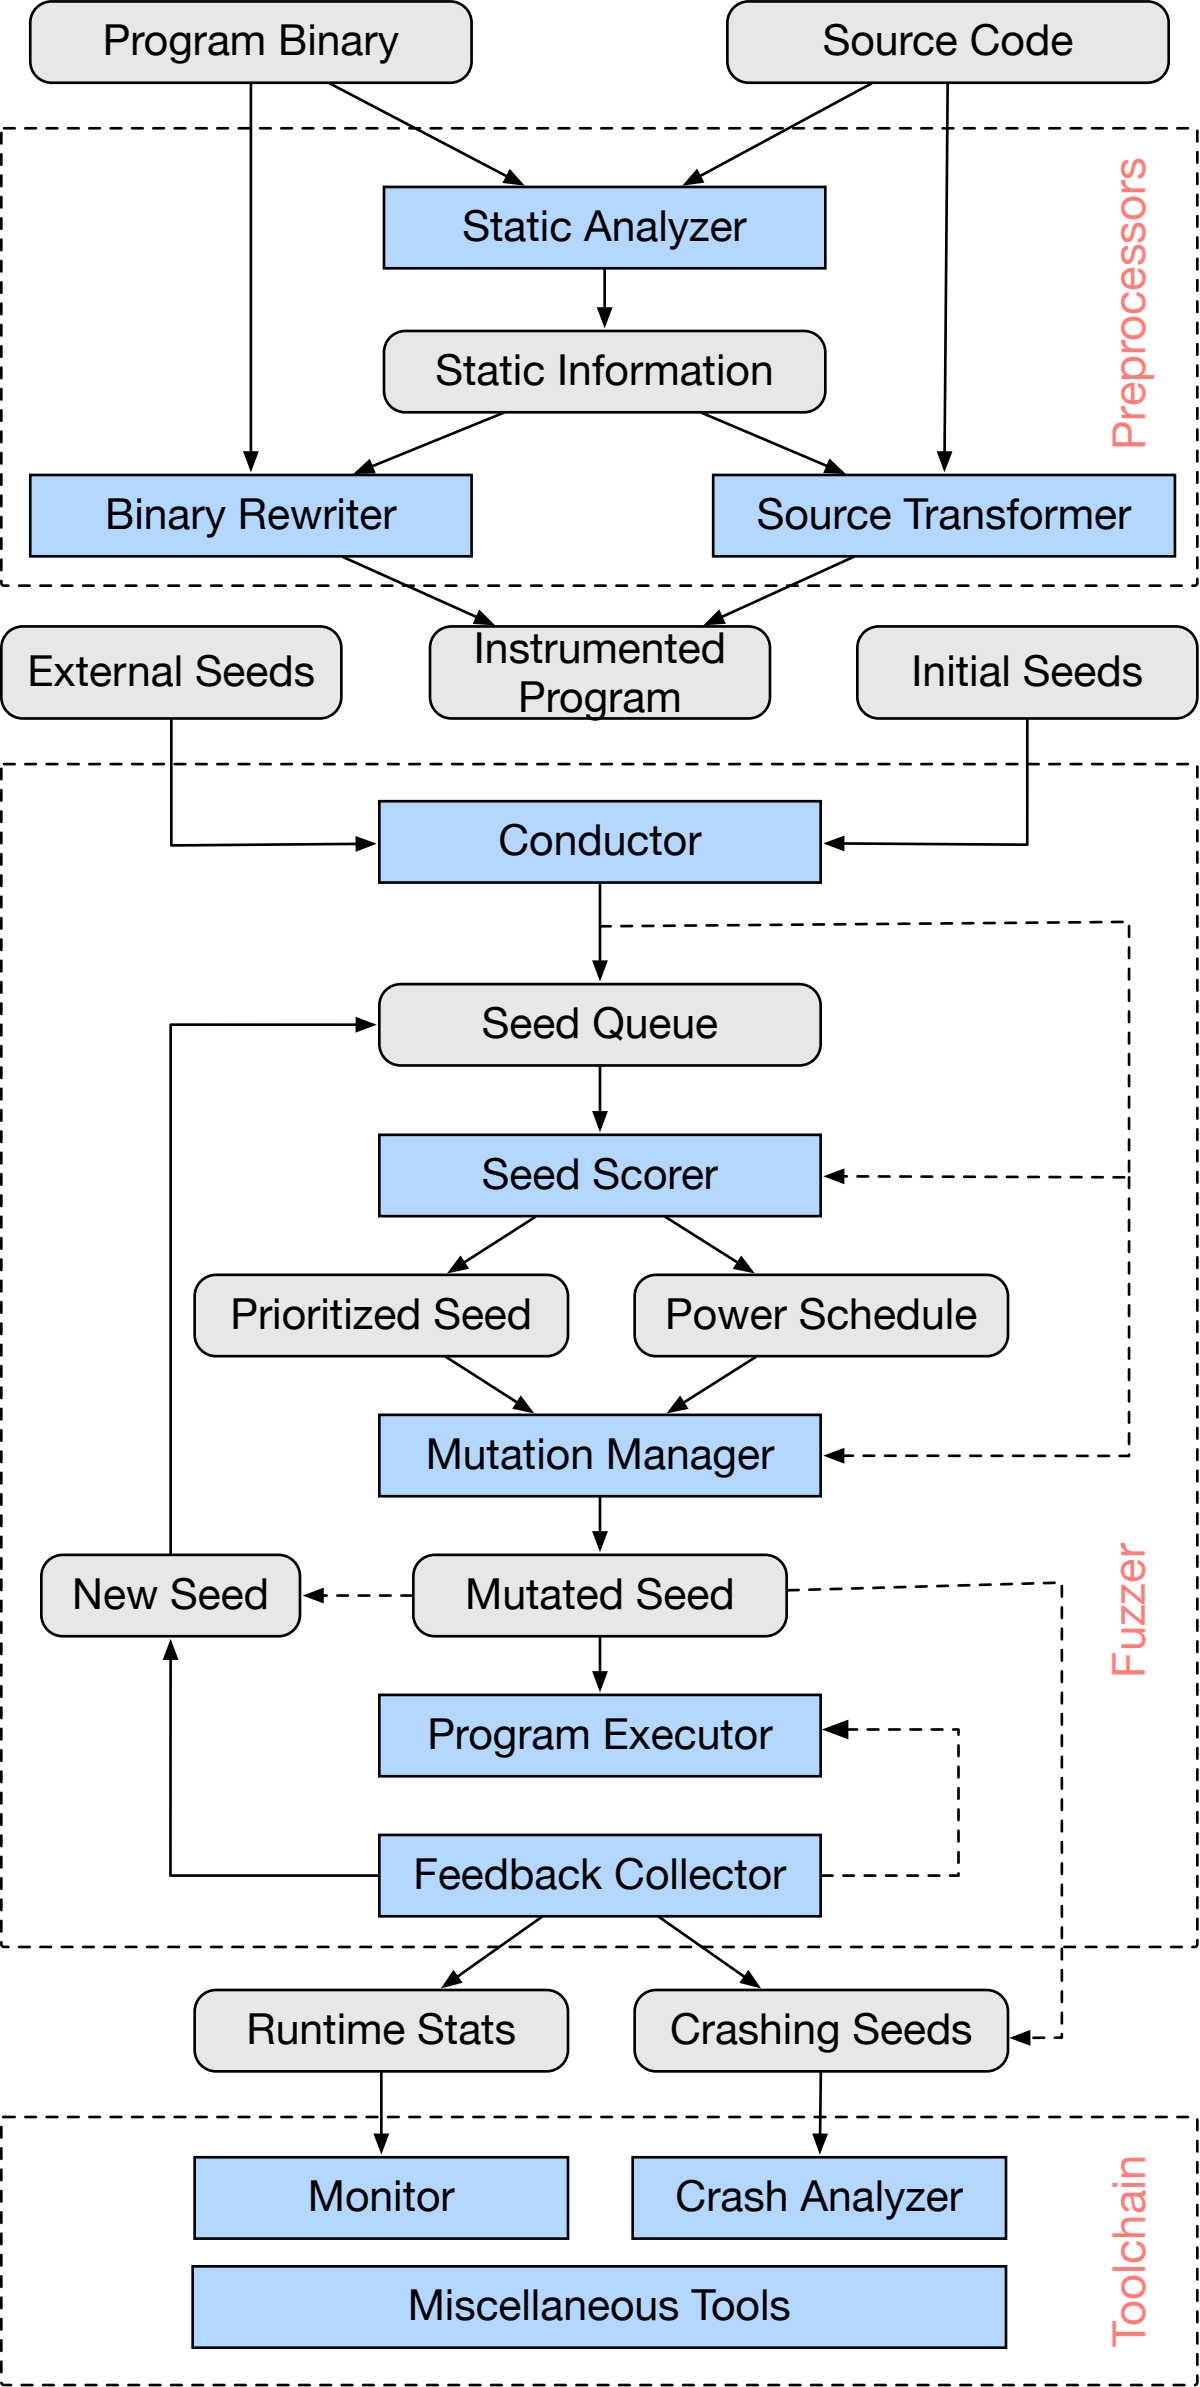 Program Binary
Source Code
Preprocessors
Static Analyzer
Static Information
Binary Rewriter
Source Transformer
External Seeds
Instrumented
Program
Initial Seeds
Conductor
Seed Queue
Seed Scorer
Prioritized Seed
Power Schedule
Mutation Manager
New Seed
Mutated Seed
Fuzzer
Program Executor
Feedback Collector
Runtime Stats
Crashing Seeds
Monitor
Crash Analyzer
Toolchain
Miscellaneous Tools